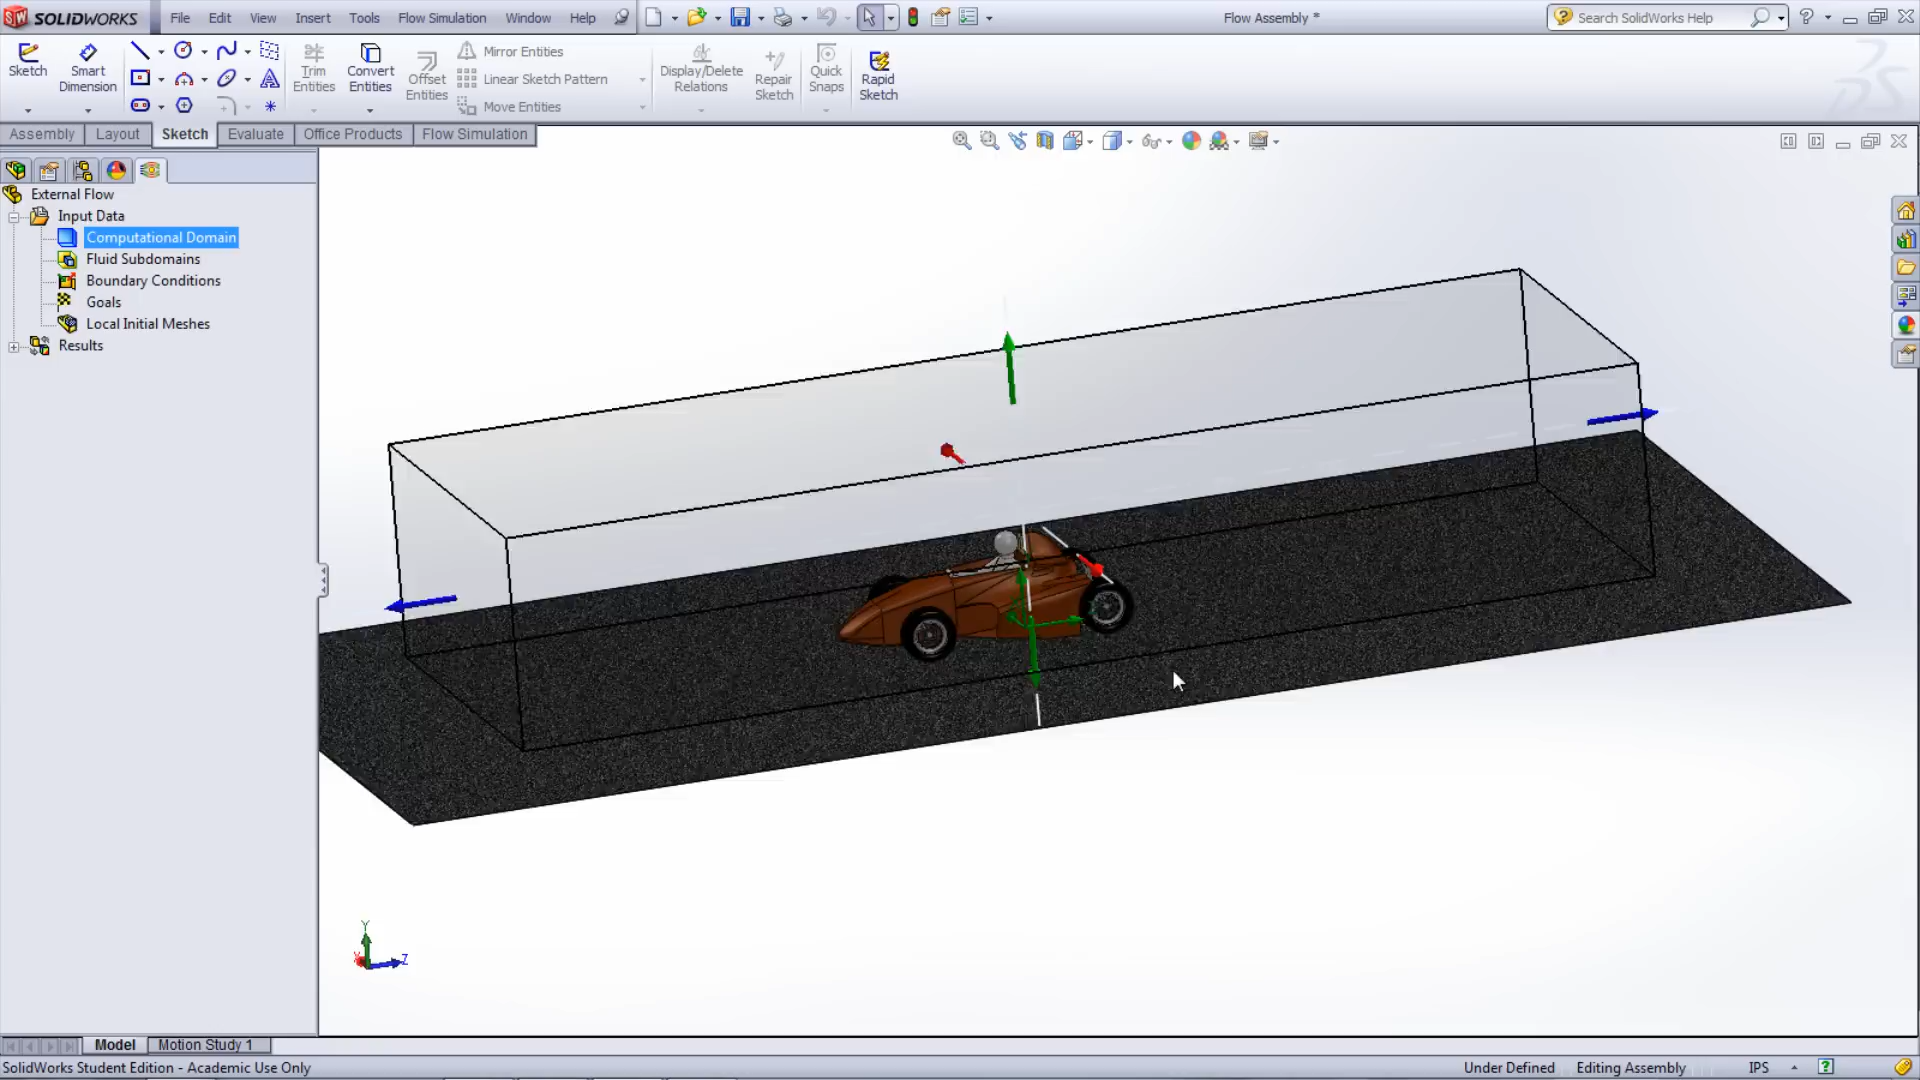 SOLIDWORKS File Edit View Insert Tools Flow Simulation Window Help Flow Assembly * Search SolidWorks Help
Sketch
Smart Dimension
Trim Entities
Convert Entities
Offset Entities
Mirror Entities
Linear Sketch Pattern
Move Entities
Display/Delete Relations
Repair Sketch
Quick Snaps
Rapid Sketch
Assembly Layout Sketch Evaluate Office Products Flow Simulation
External Flow
Input Data
Computational Domain
Fluid Subdomains
Boundary Conditions
Goals
Local Initial Meshes
Results
Y
X Z
Model Motion Study 1
SolidWorks Student Edition - Academic Use Only Under Defined Editing Assembly IPS